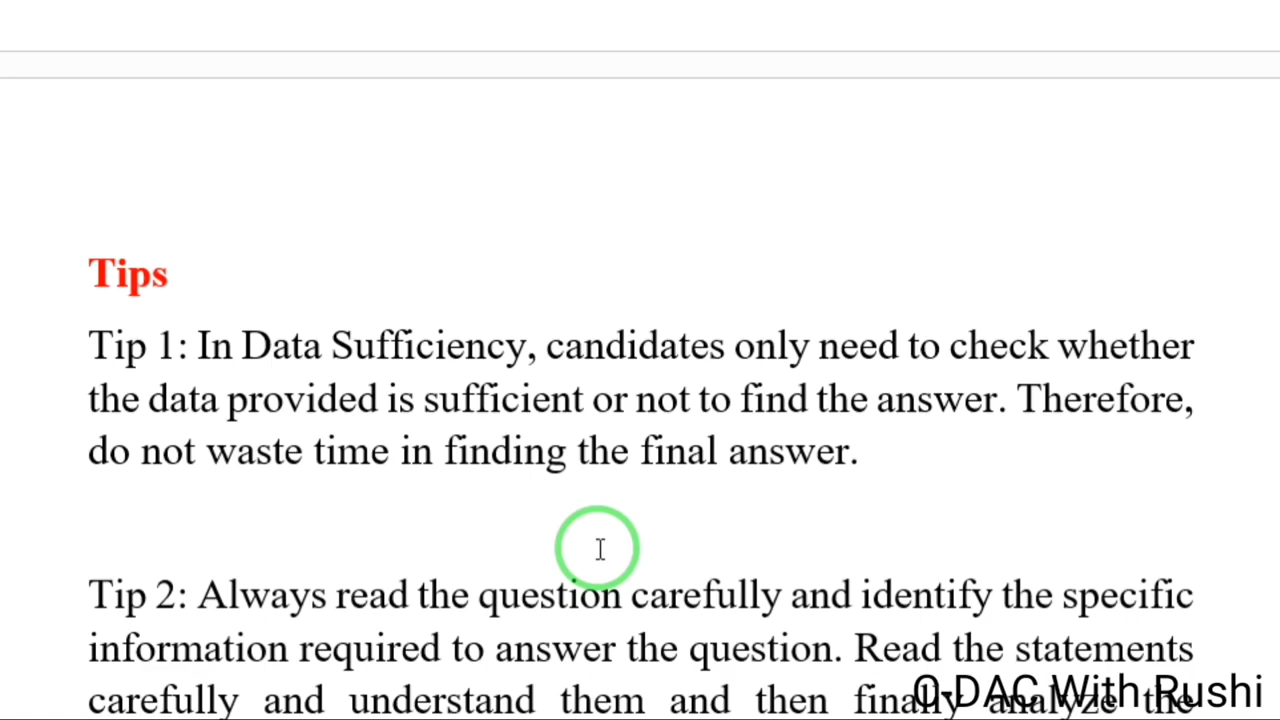 Tips
Tip 1: In Data Sufficiency, candidates only need to check whether
the data provided is sufficient or not to find the answer. Therefore,
do not waste time in finding the final answer.
Tip 2: Always read the question carefully and identify the specific
information required to answer the question. Read the statements
carefully and understand them and then finally analyze the
C-DAC With Rushi